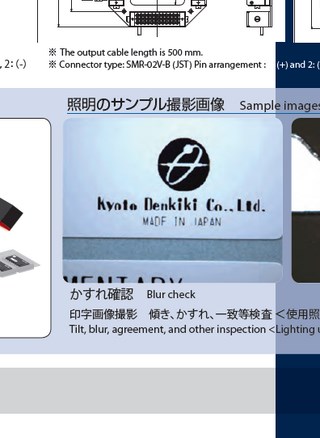 ※ The output cable length is 500 mm.
, 2: (-)
※ Connector type: SMR-02V-B (JST) Pin arrangement : (+) and 2: (
照明のサンプル撮影画像 Sample images
Kyoto Denkiki Co., Ltd.
MADE IN JAPAN
MENTARY
かすれ確認 Blur check
印字画像撮影 傾き、かすれ、一致等検査 <使用照
Tilt, blur, agreement, and other inspection <Lighting u